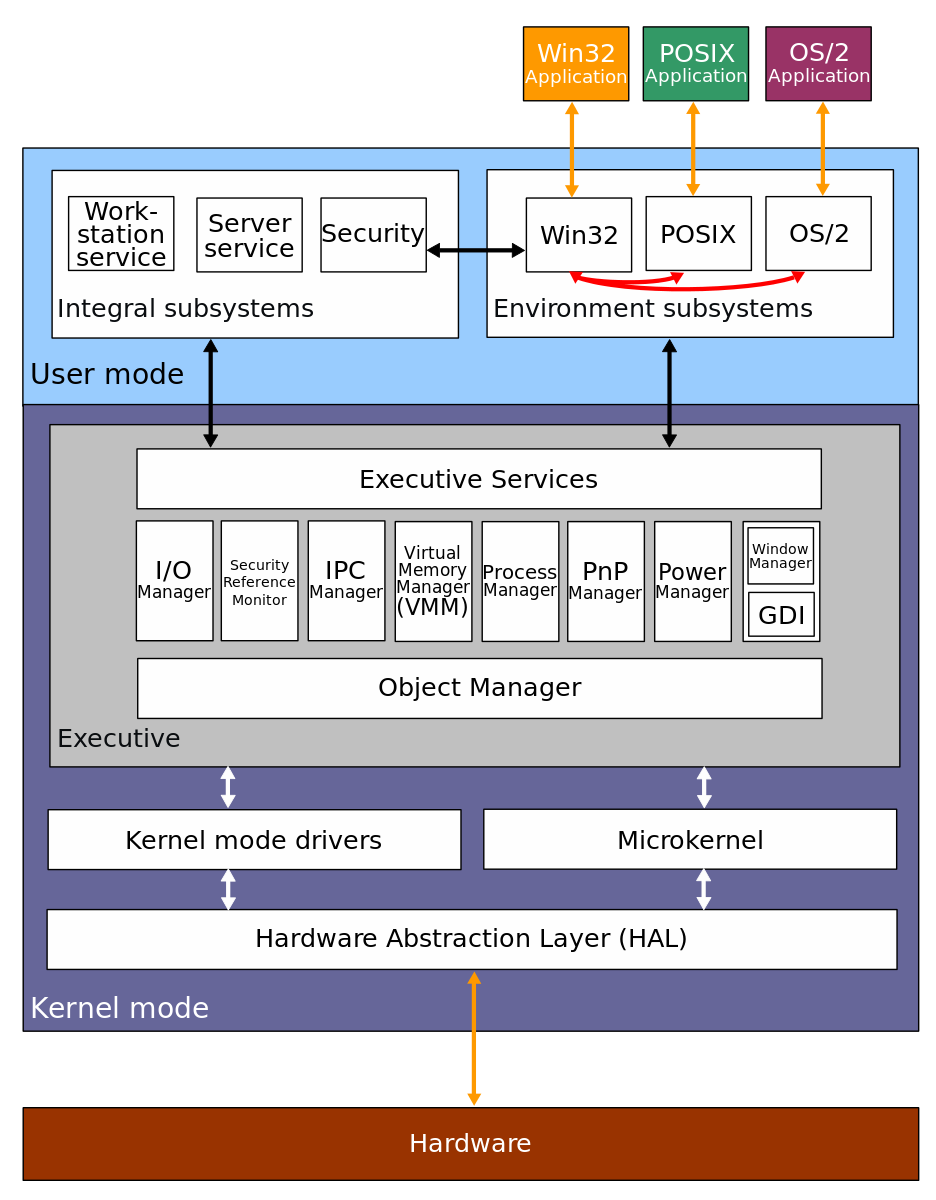 Win32
Application
POSIX
Application
OS/2
Application
Work-
station
service
Server
service
Security
Integral subsystems
Win32
POSIX
OS/2
Environment subsystems
User mode
Executive Services
I/O
Manager
Security
Reference
Monitor
IPC
Manager
Virtual
Memory
Manager
(VMM)
Process
Manager
PnP
Manager
Power
Manager
Window
Manager
GDI
Object Manager
Executive
Kernel mode drivers
Microkernel
Hardware Abstraction Layer (HAL)
Kernel mode
Hardware